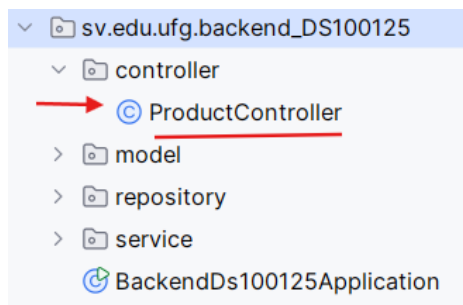 sv.edu.ufg.backend_DS100125
controller
ProductController
model
repository
service
BackendDs100125Application